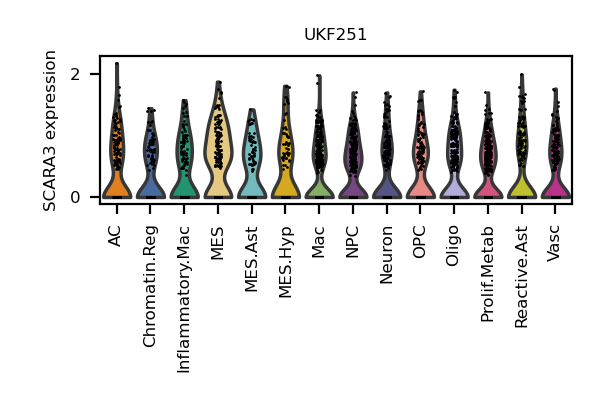 UKF251
SCARA3 expression
2
0
AC
Chromatin.Reg
Inflammatory.Mac
MES
MES.Ast
MES.Hyp
Mac
NPC
Neuron
OPC
Oligo
Prolif.Metab
Reactive.Ast
Vasc